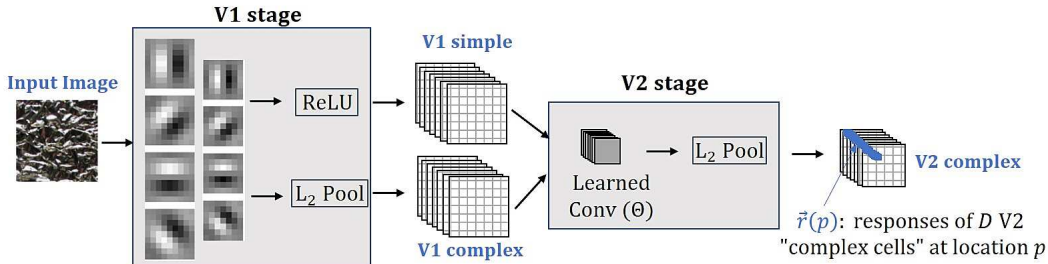 V1 stage
Input Image
ReLU
L₂ Pool
V1 simple
V1 complex
V2 stage
Learned
Conv (Θ)
L₂ Pool
V2 complex
r⃗(p): responses of D V2
"complex cells" at location p